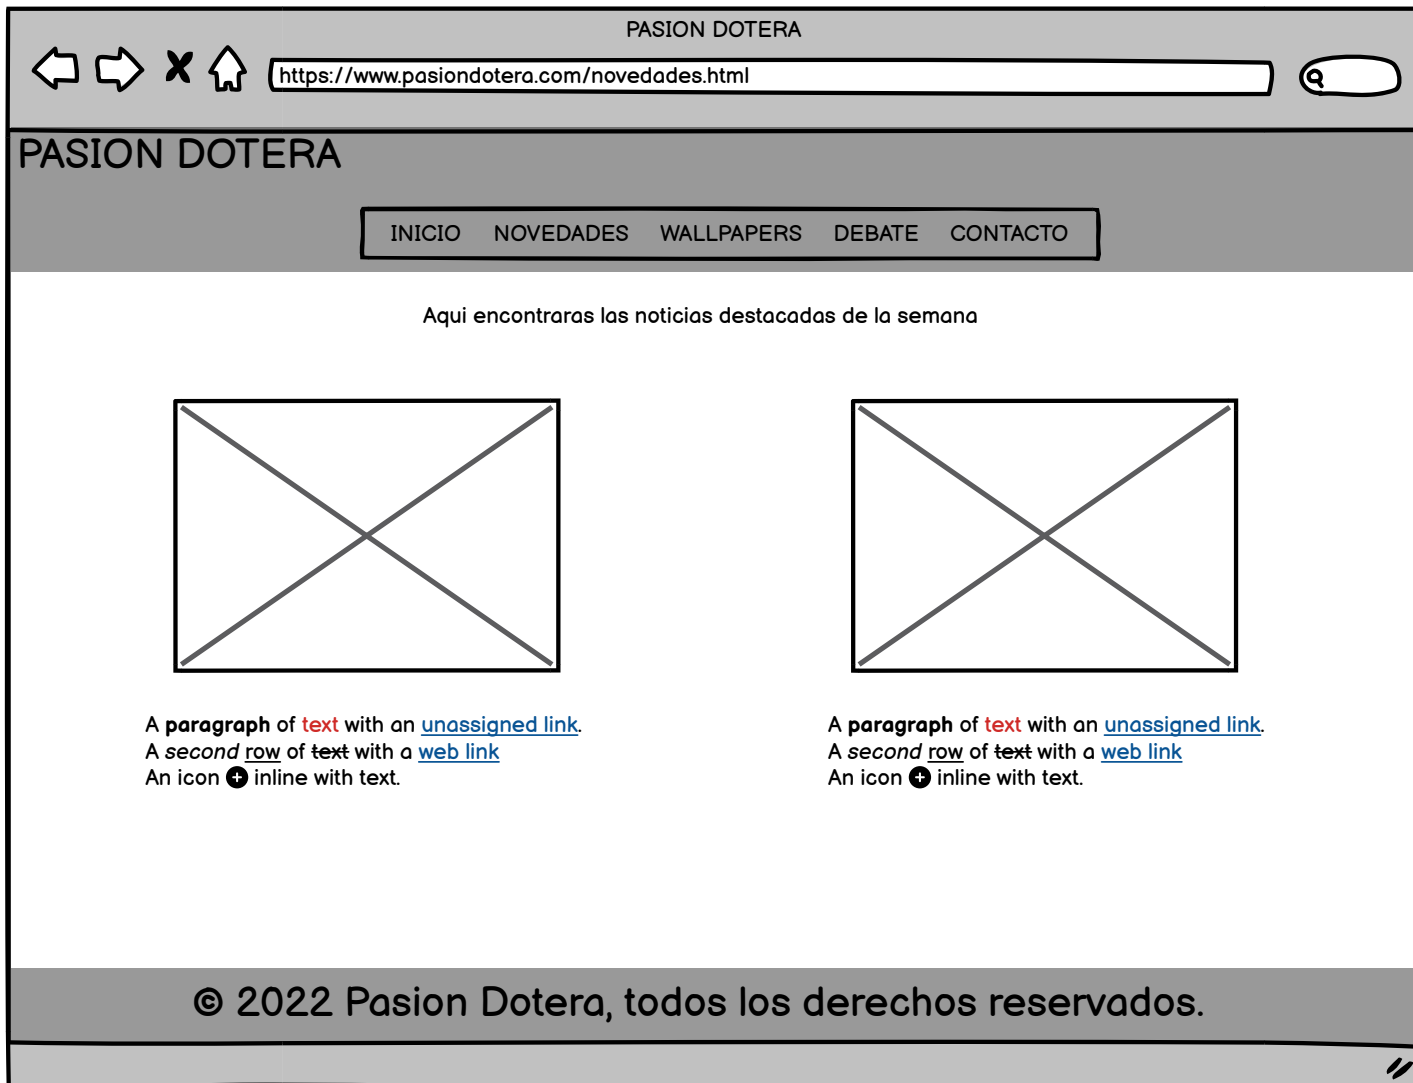 PASION DOTERA
https://www.pasiondotera.com/novedades.html
PASION DOTERA
INICIO NOVEDADES WALLPAPERS DEBATE CONTACTO
Aqui encontraras las noticias destacadas de la semana
A paragraph of text with an unassigned link.
A second row of text with a web link
An icon inline with text.
A paragraph of text with an unassigned link.
A second row of text with a web link
An icon inline with text.
© 2022 Pasion Dotera, todos los derechos reservados.